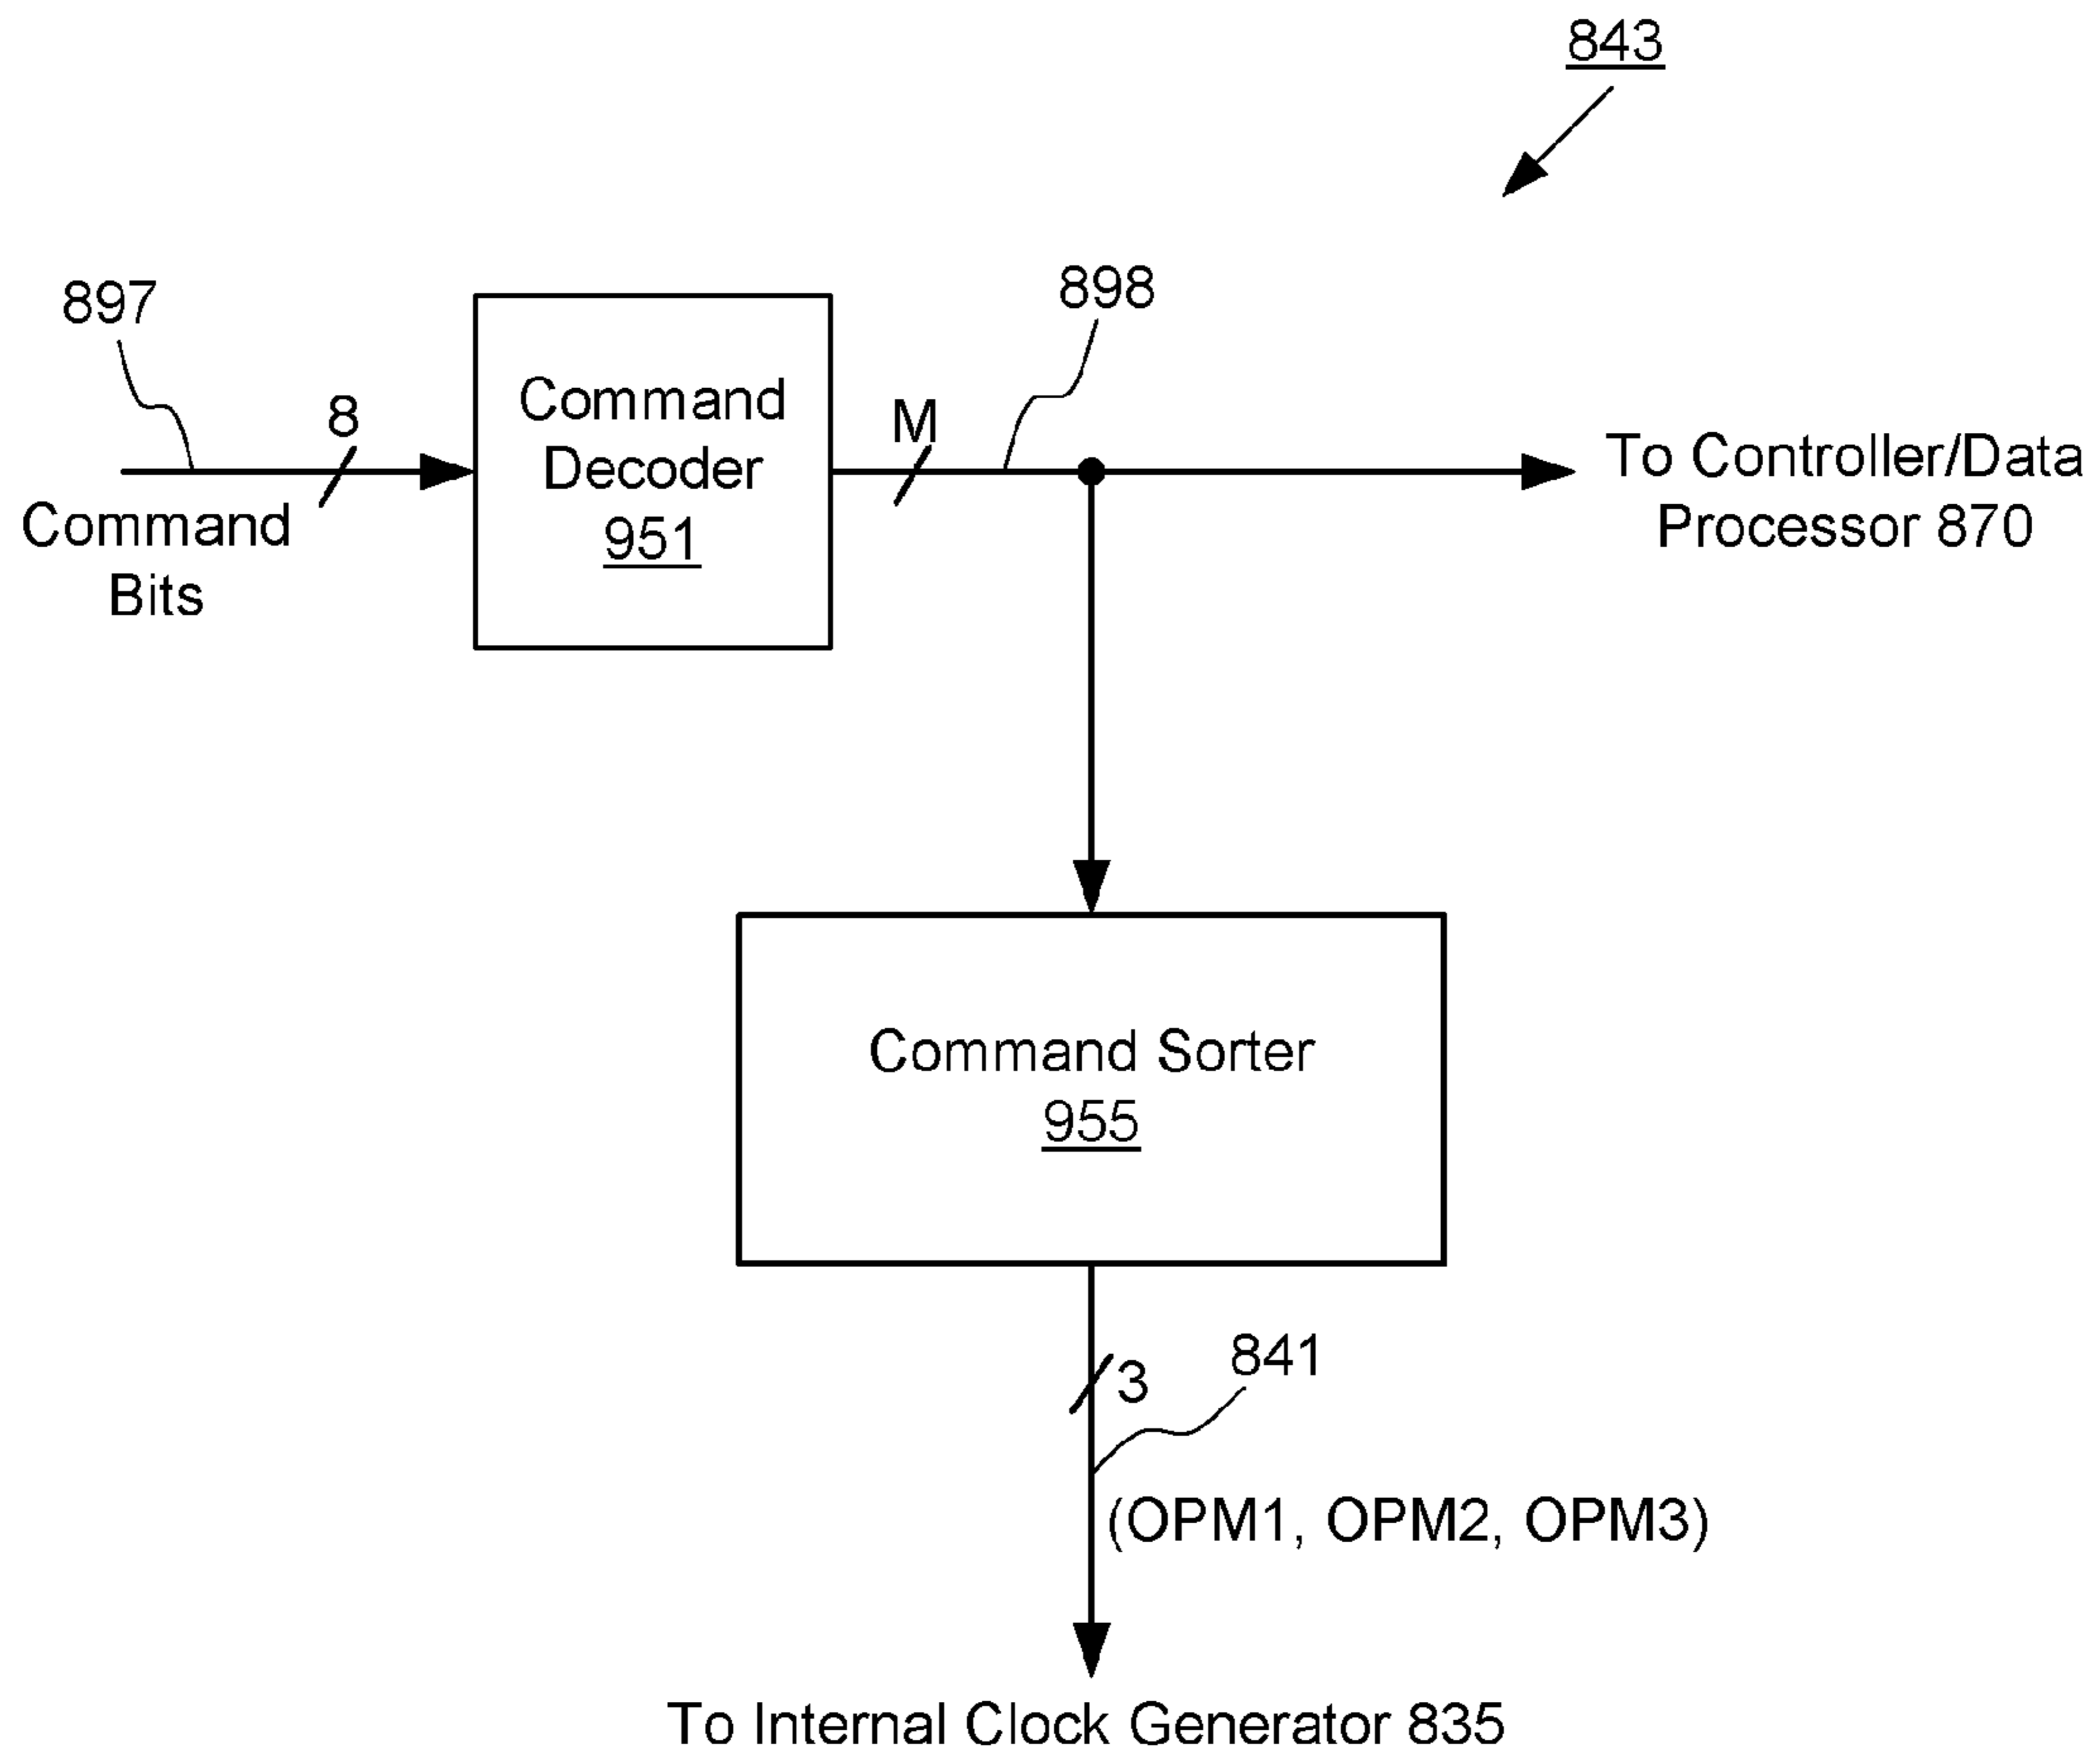 843
897
898
8
Command
Decoder
951
M
To Controller/Data
Processor 870
Command
Bits
Command Sorter
955
3
841
(OPM1, OPM2, OPM3)
To Internal Clock Generator 835